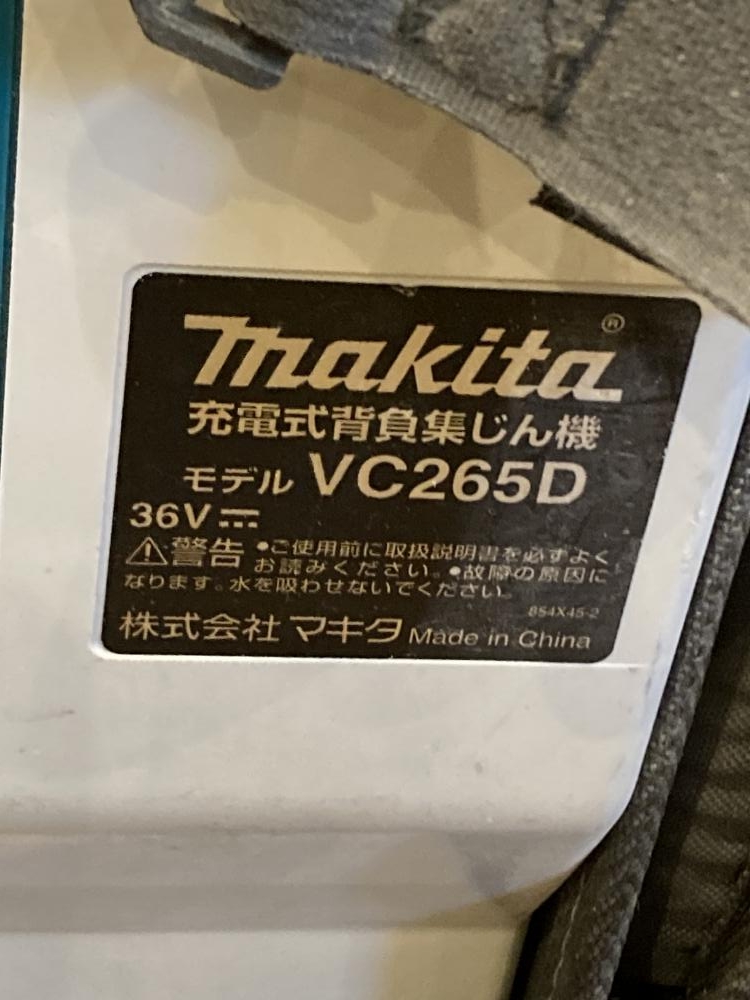 makita®
充電式背負集じん機
モデル VC265D
36V⎓
⚠警告 ●ご使用前に取扱説明書を必ずよく
お読みください。●故障の原因に
なります。水を吸わせないでください。
854X45-2
株式会社 マキタ Made in China